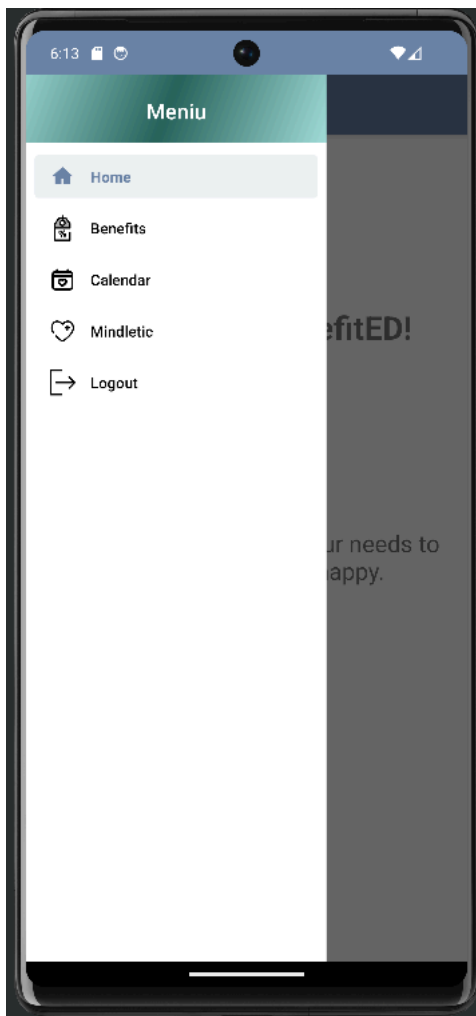 6:13
Meniu
Home
Benefits
Calendar
Mindletic
Logout
efitED!
ur needs to
appy.